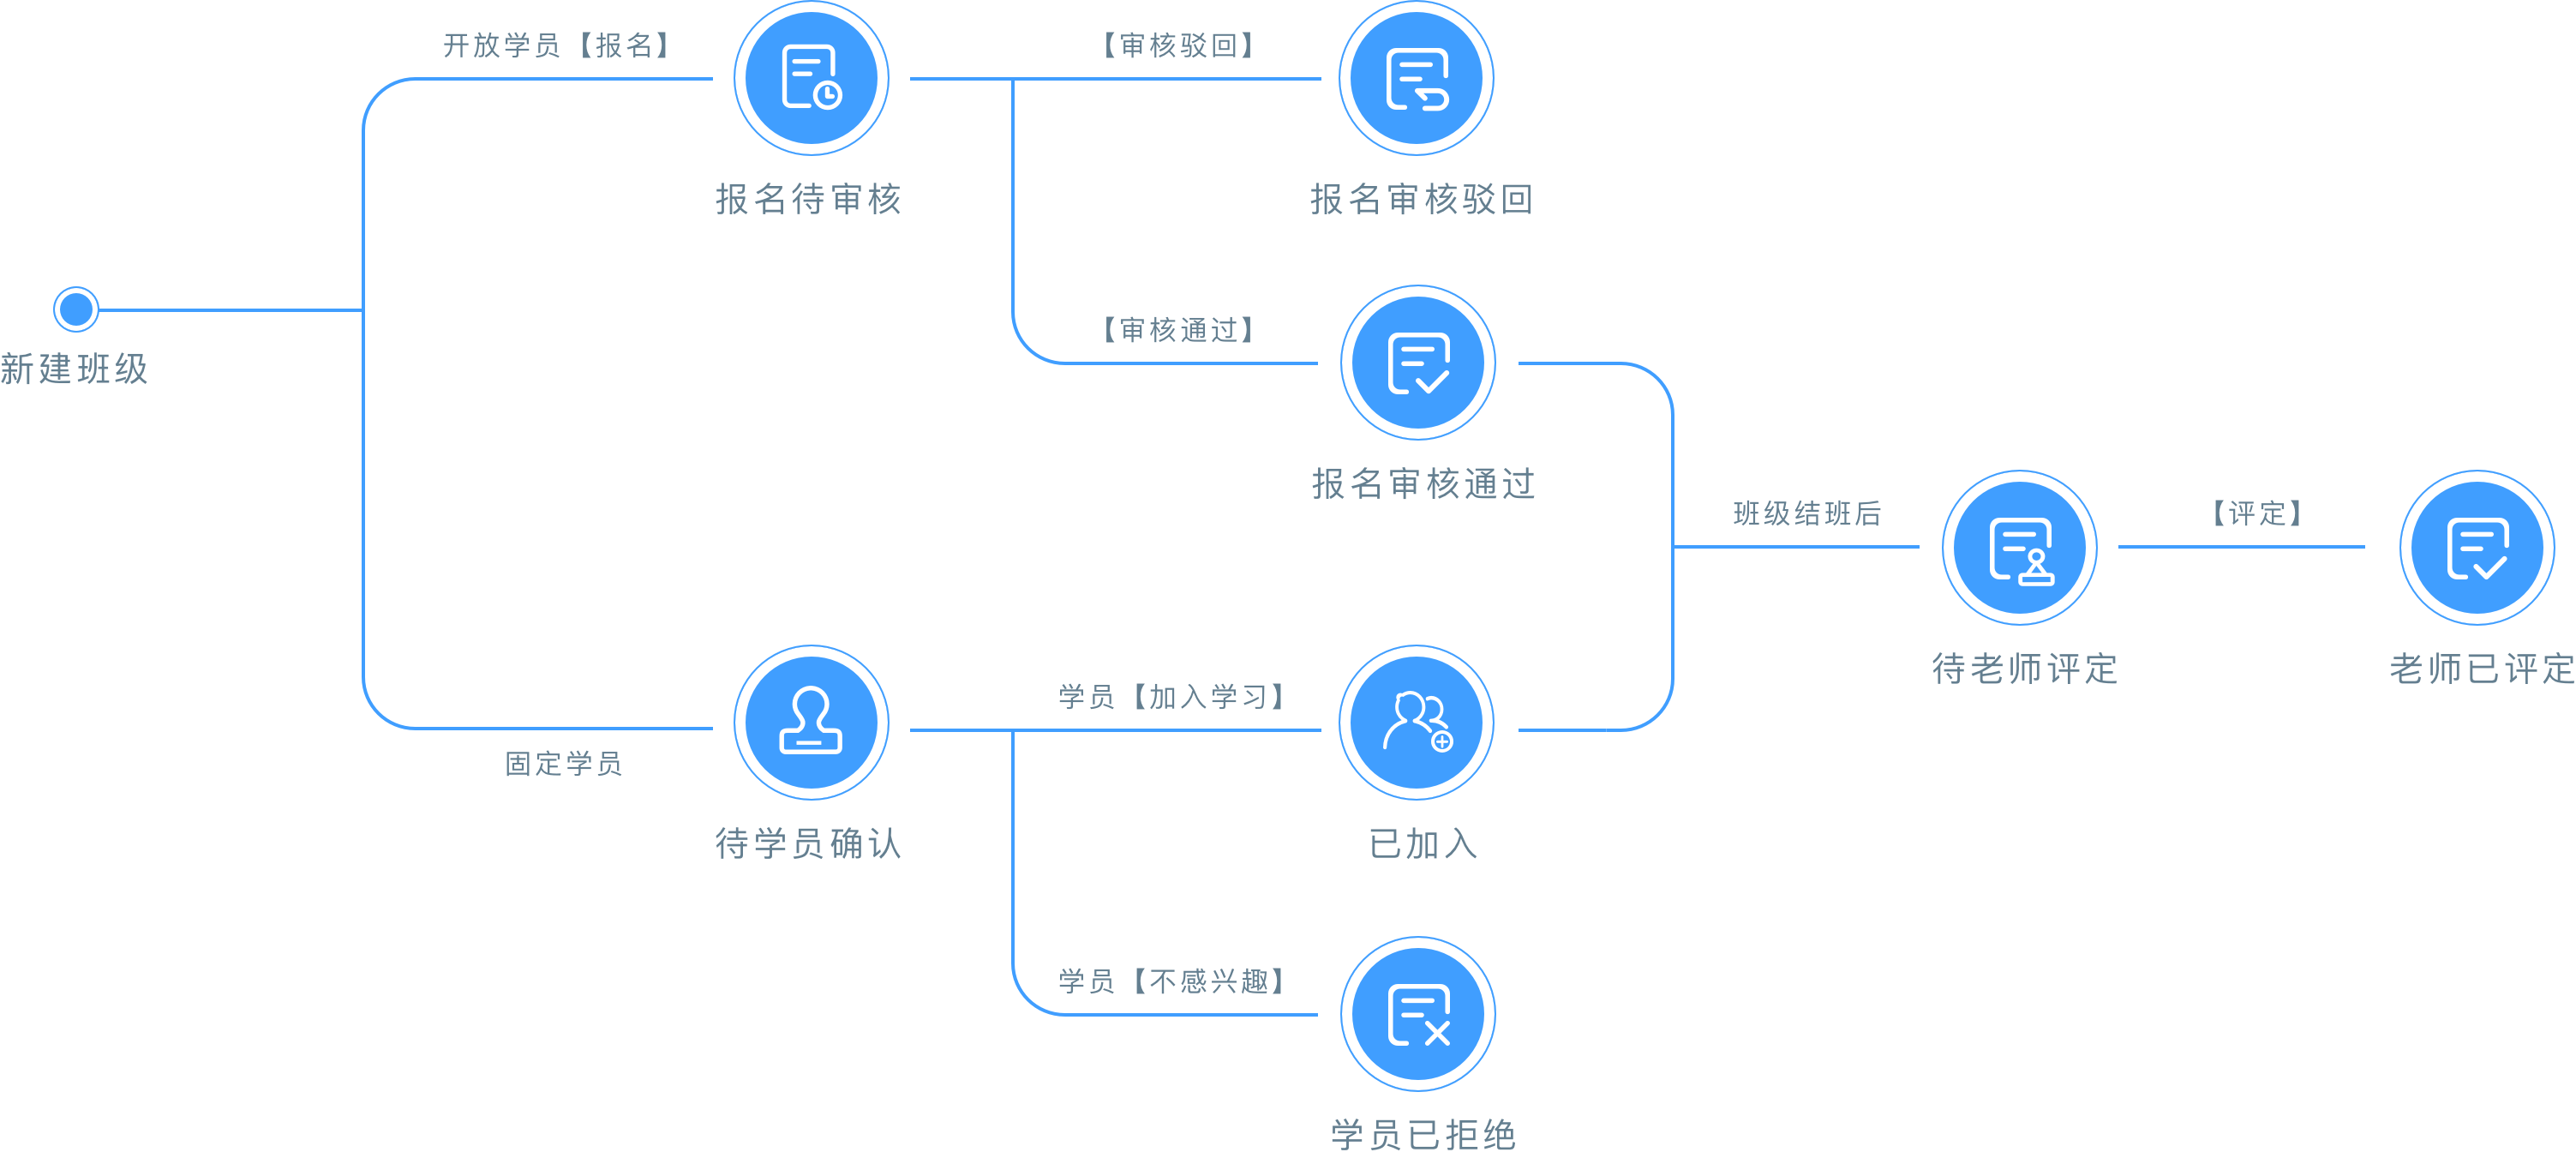 新建班级
开放学员【报名】
报名待审核
【审核驳回】
报名审核驳回
【审核通过】
报名审核通过
固定学员
待学员确认
学员【加入学习】
已加入
学员【不感兴趣】
学员已拒绝
班级结班后
待老师评定
【评定】
老师已评定